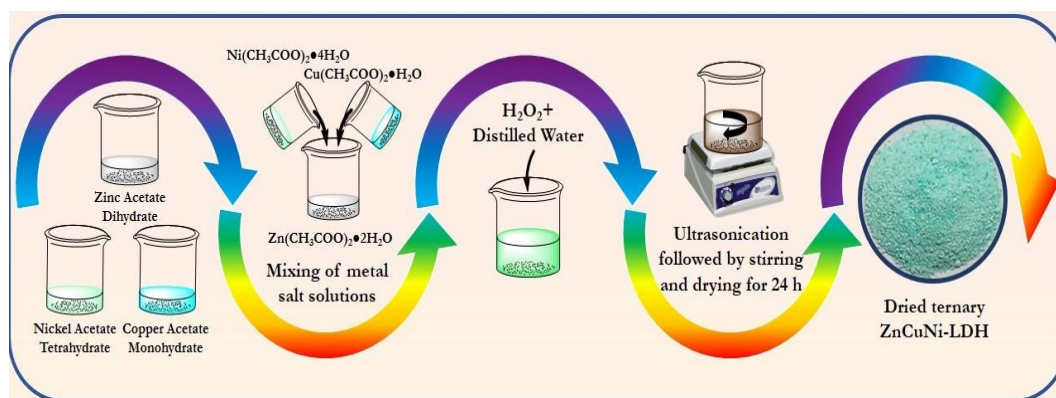 Zinc Acetate
Dihydrate
Nickel Acetate
Tetrahydrate
Copper Acetate
Monohydrate
Ni(CH₃COO)₂●4H₂O
Cu(CH₃COO)₂●H₂O
Zn(CH₃COO)₂●2H₂O
Mixing of metal
salt solutions
H₂O₂+
Distilled Water
Ultrasonication
followed by stirring
and drying for 24 h
Dried ternary
ZnCuNi-LDH